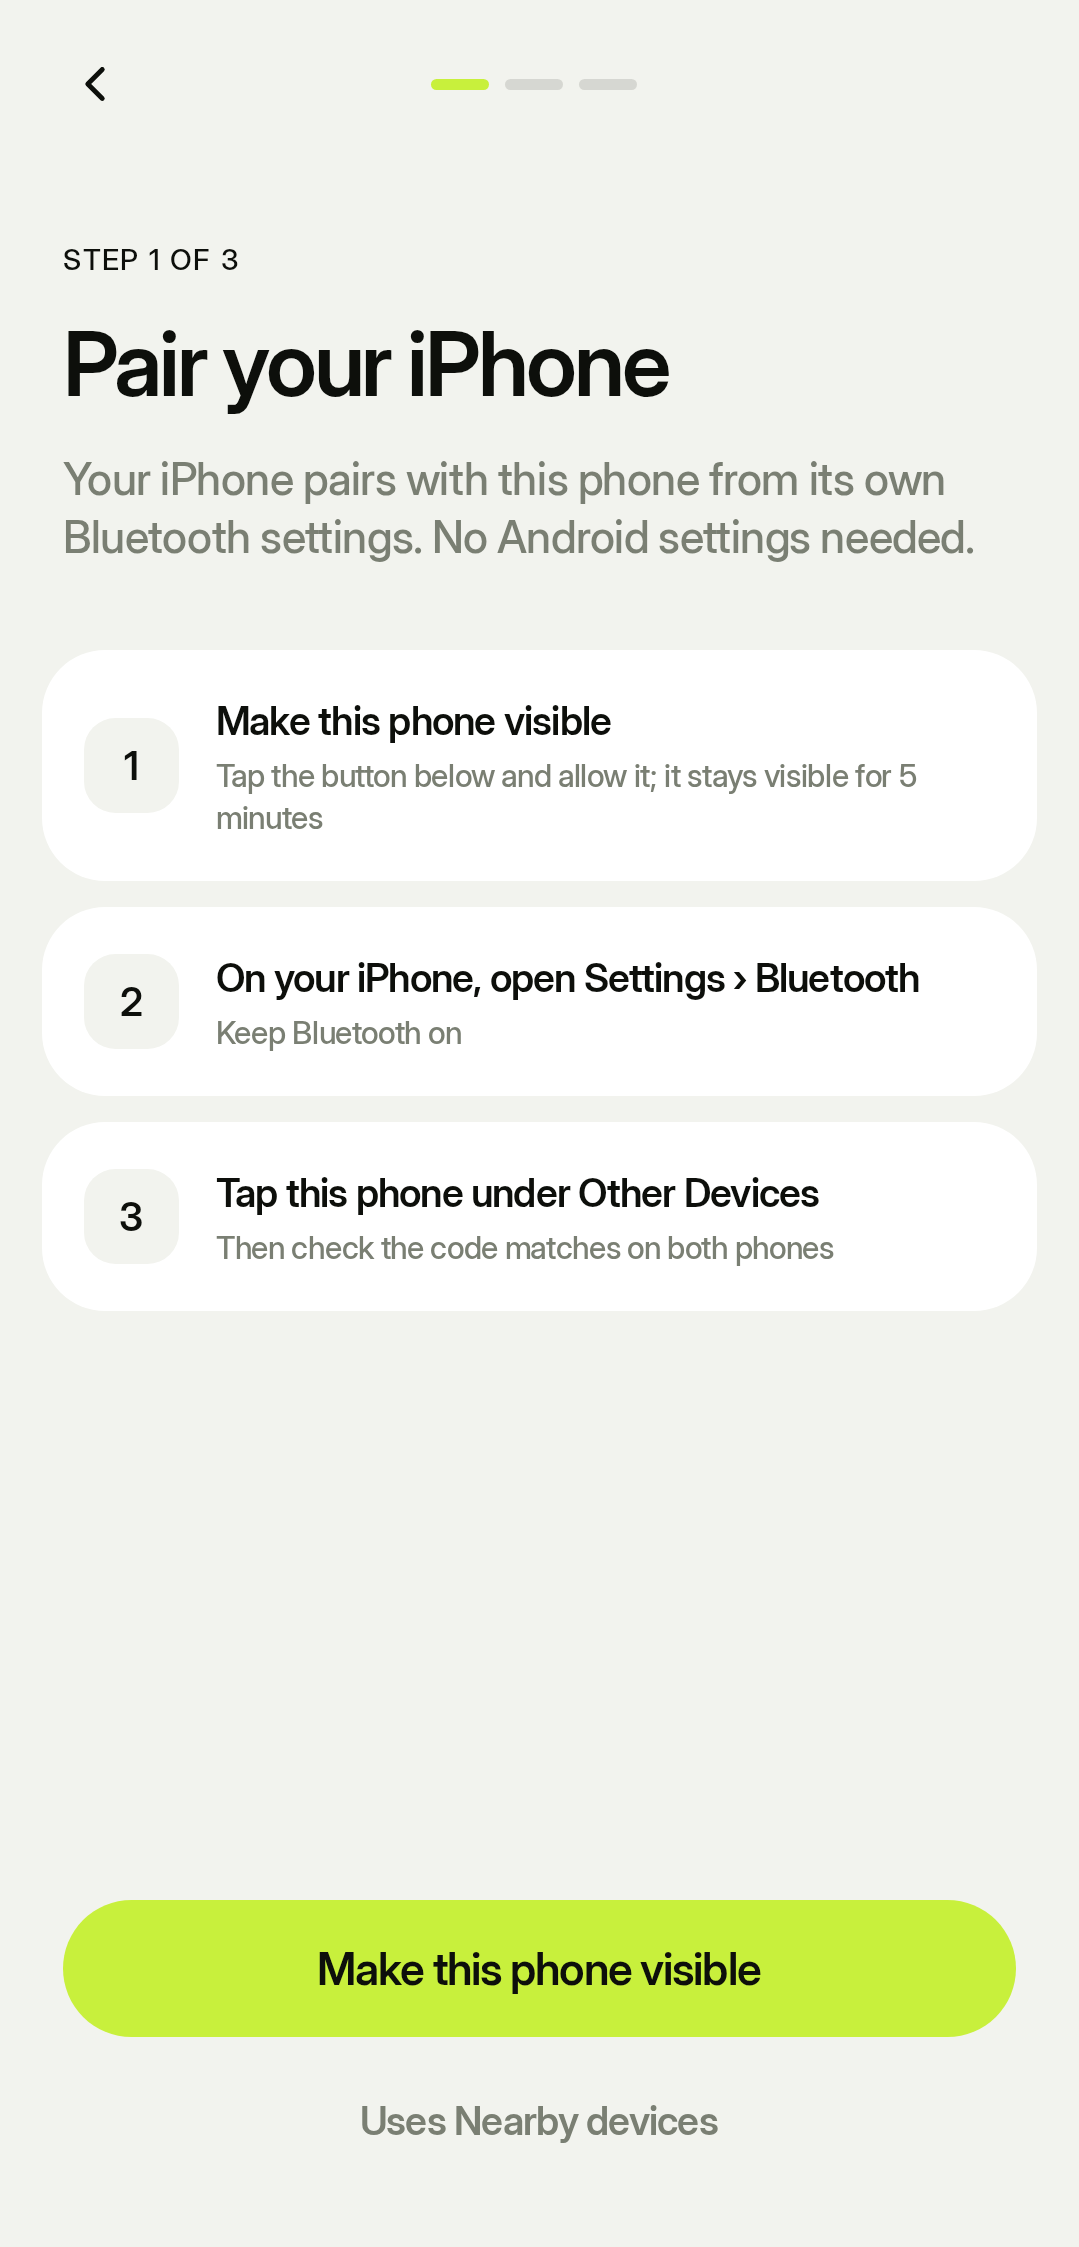 STEP 1 OF 3
Pair your iPhone
Your iPhone pairs with this phone from its own
Bluetooth settings. No Android settings needed.
1
Make this phone visible
Tap the button below and allow it; it stays visible for 5
minutes
2
On your iPhone, open Settings › Bluetooth
Keep Bluetooth on
3
Tap this phone under Other Devices
Then check the code matches on both phones
Make this phone visible
Uses Nearby devices